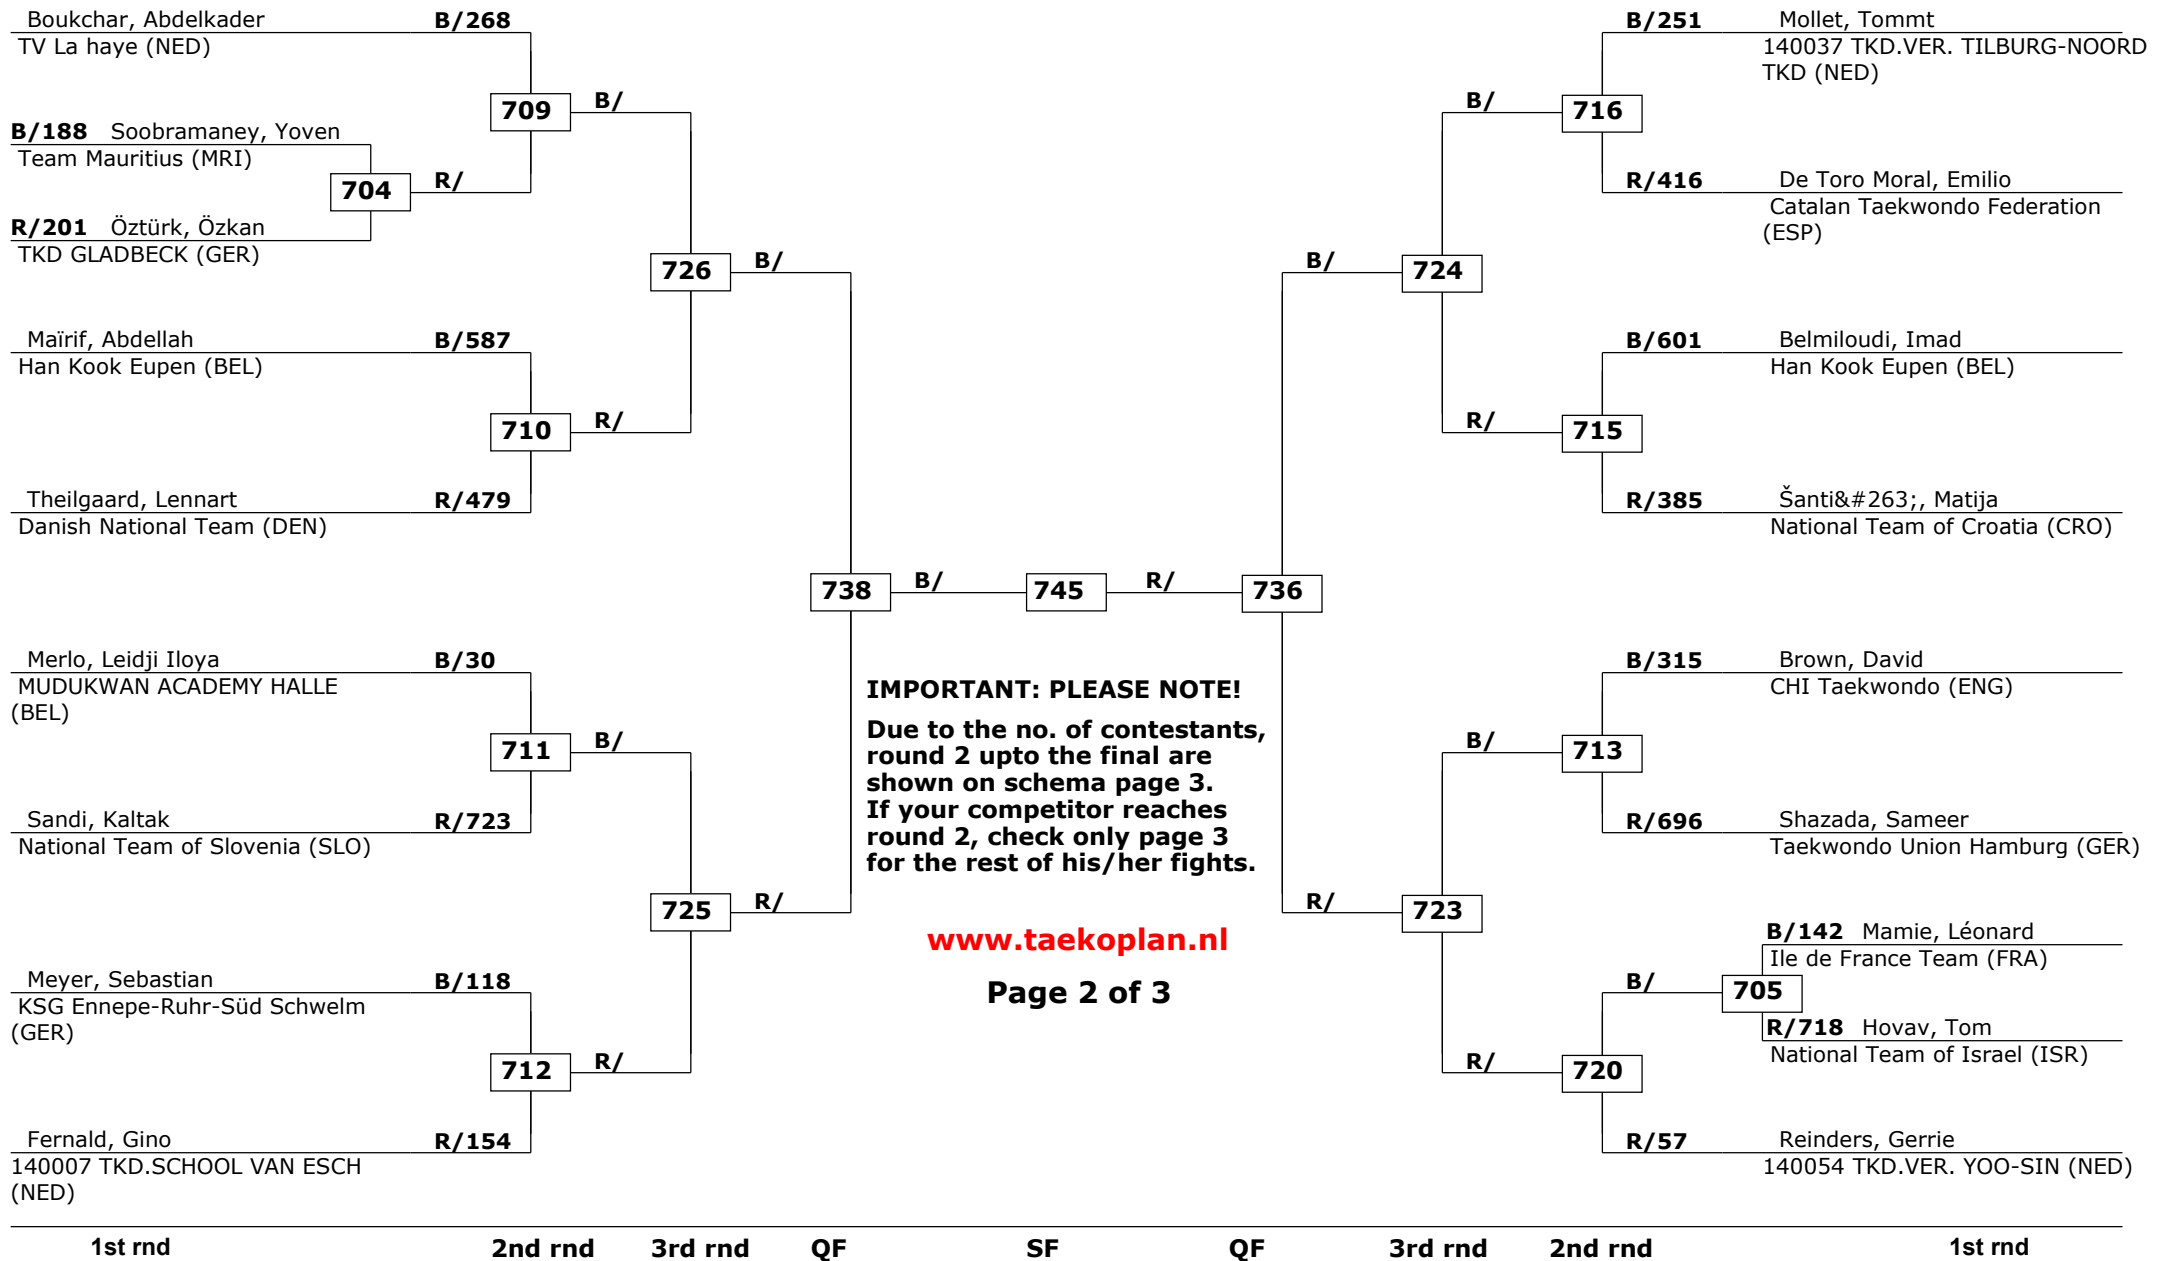 Boukchar, Abdelkader B/268
TV La haye (NED)
709 B/
B/188 Soobramaney, Yoven
Team Mauritius (MRI)
704 R/
R/201 Öztürk, Özkan
TKD GLADBECK (GER)
726 B/
Maïrif, Abdellah B/587
Han Kook Eupen (BEL)
710 R/
Theilgaard, Lennart R/479
Danish National Team (DEN)
738 B/ 745 R/ 736
Merlo, Leidji Iloya B/30
MUDUKWAN ACADEMY HALLE
(BEL)
711 B/
Sandi, Kaltak R/723
National Team of Slovenia (SLO)
725 R/
Meyer, Sebastian B/118
KSG Ennepe-Ruhr-Süd Schwelm
(GER)
712 R/
Fernald, Gino R/154
140007 TKD.SCHOOL VAN ESCH
(NED)
IMPORTANT: PLEASE NOTE!
Due to the no. of contestants,
round 2 upto the final are
shown on schema page 3.
If your competitor reaches
round 2, check only page 3
for the rest of his/her fights.
www.taekoplan.nl
Page 2 of 3
B/251 Mollet, Tommt
140037 TKD.VER. TILBURG-NOORD
TKD (NED)
B/ 716
R/416 De Toro Moral, Emilio
Catalan Taekwondo Federation
(ESP)
B/ 724
B/601 Belmiloudi, Imad
Han Kook Eupen (BEL)
R/ 715
R/385 Šanti&#263;, Matija
National Team of Croatia (CRO)
B/315 Brown, David
CHI Taekwondo (ENG)
B/ 713
R/696 Shazada, Sameer
Taekwondo Union Hamburg (GER)
R/ 723
B/142 Mamie, Léonard
Ile de France Team (FRA)
B/ 705
R/718 Hovav, Tom
National Team of Israel (ISR)
R/ 720
R/57 Reinders, Gerrie
140054 TKD.VER. YOO-SIN (NED)
1st rnd 2nd rnd 3rd rnd QF SF QF 3rd rnd 2nd rnd 1st rnd